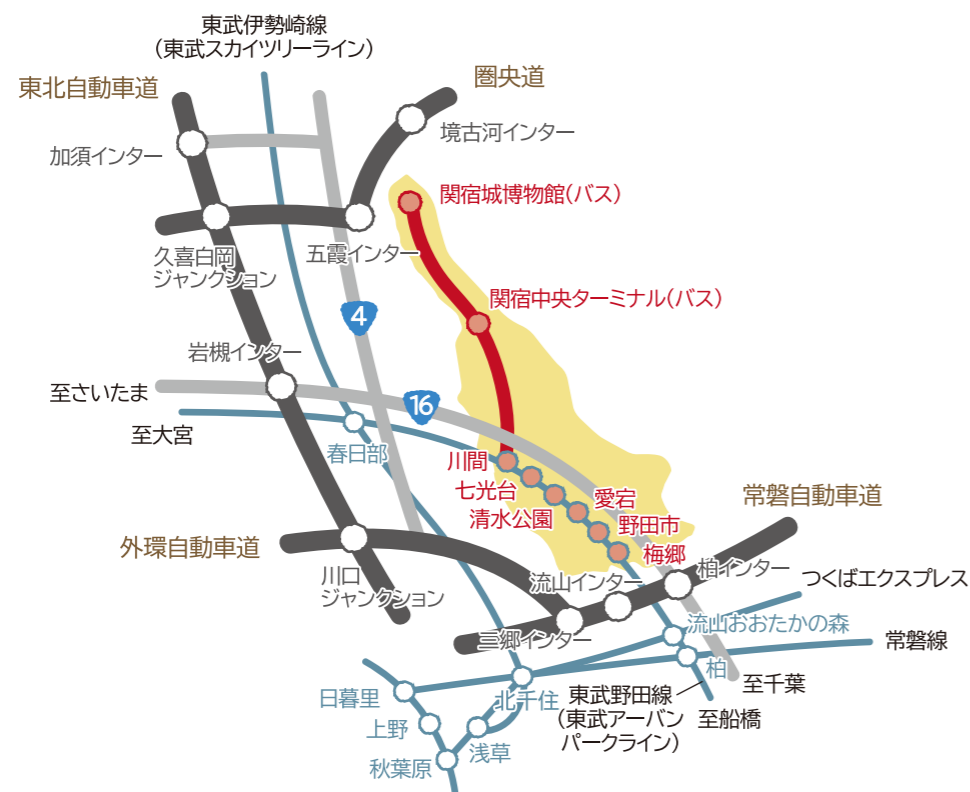 東武伊勢崎線
（東武スカイツリーライン）
東北自動車道
圏央道
加須インター
境古河インター
関宿城博物館（バス）
久喜白岡
ジャンクション
五霞インター
関宿中央ターミナル（バス）
4
岩槻インター
至さいたま
16
至大宮
春日部
川間
七光台
清水公園
愛宕
野田市
梅郷
常磐自動車道
外環自動車道
川口
ジャンクション
流山インター
柏インター
つくばエクスプレス
三郷インター
流山おおたかの森
常磐線
柏
至千葉
日暮里
北千住
東武野田線
（東武アーバン
パークライン）
至船橋
上野
浅草
秋葉原